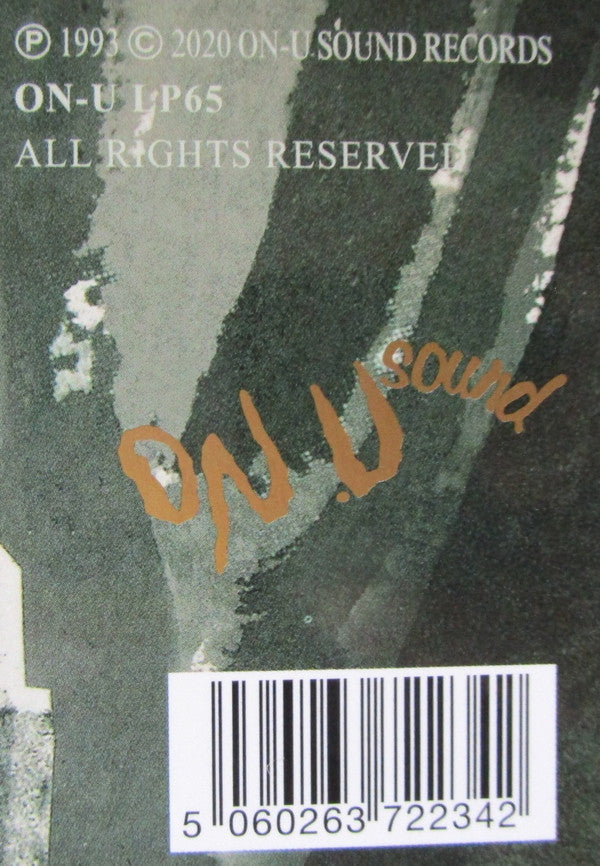 ℗ 1993 © 2020 ON-U SOUND RECORDS
ON-U LP65
ALL RIGHTS RESERVED
ON.U sound
5 060263 722342